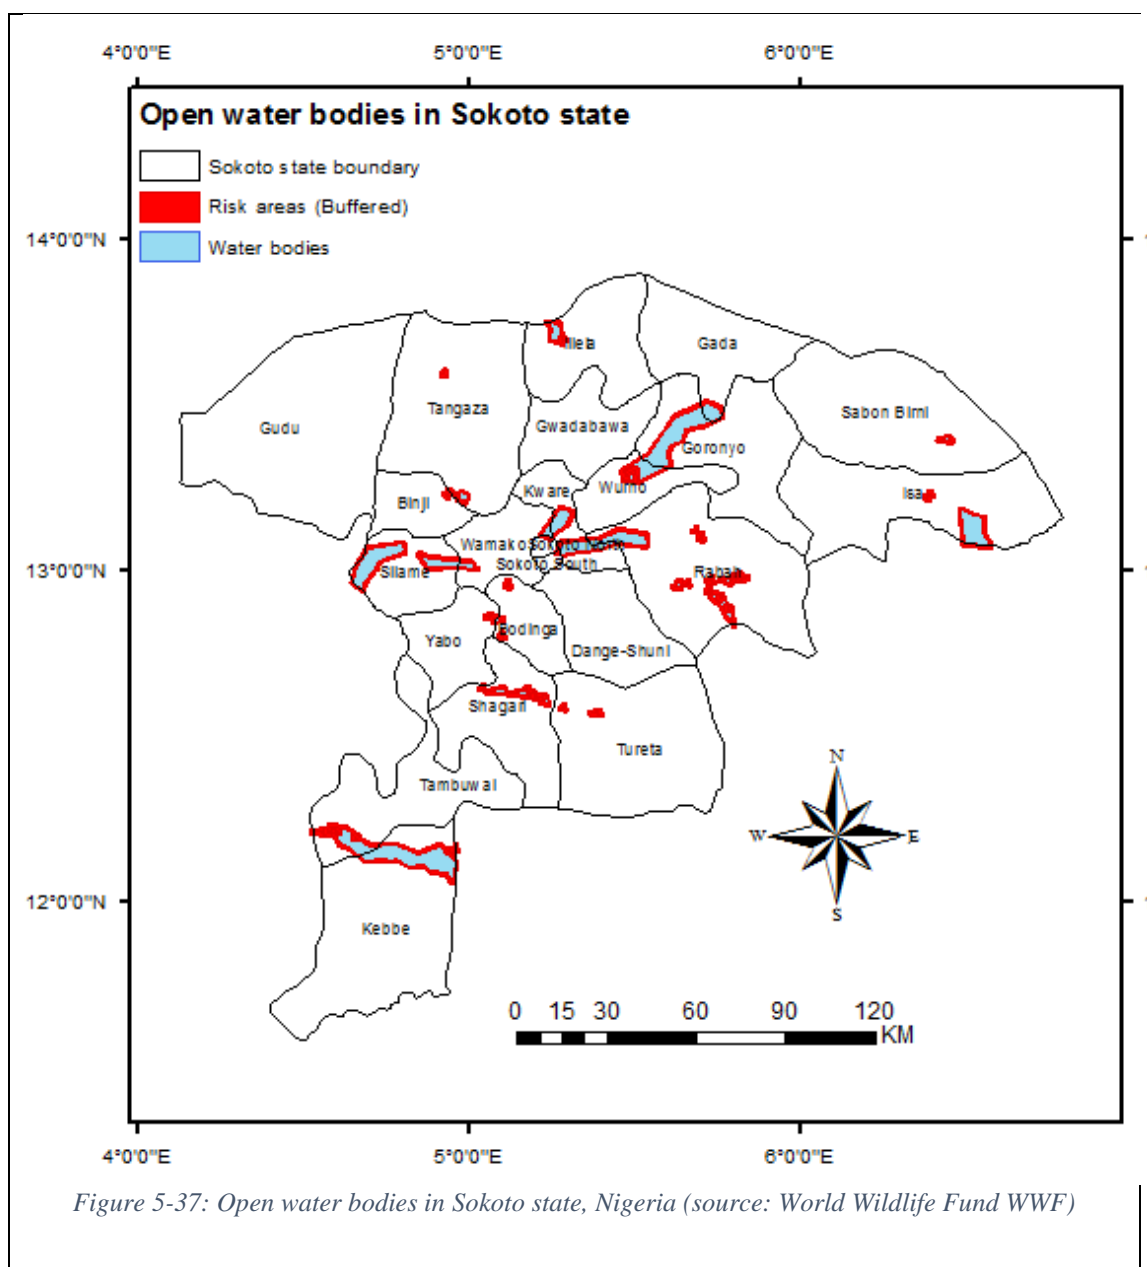 4°0'0"E 5°0'0"E 6°0'0"E
Open water bodies in Sokoto state
Sokoto state boundary
Risk areas (Buffered)
Water bodies
14°0'0"N
13°0'0"N
12°0'0"N
Gada
Tangaza
Sabon Birni
Gudu
Gwadabawa
Goronyo
Kware
Wurno
Isa
Binji
Wamako
Sokoto North
Sokoto South
Silame
Rabah
Yabo
Bodinga
Dange-Shuni
Shagari
Tureta
Tambuwal
Kebbe
N
W E
S
0 15 30 60 90 120
KM
4°0'0"E 5°0'0"E 6°0'0"E
Figure 5-37: Open water bodies in Sokoto state, Nigeria (source: World Wildlife Fund WWF)